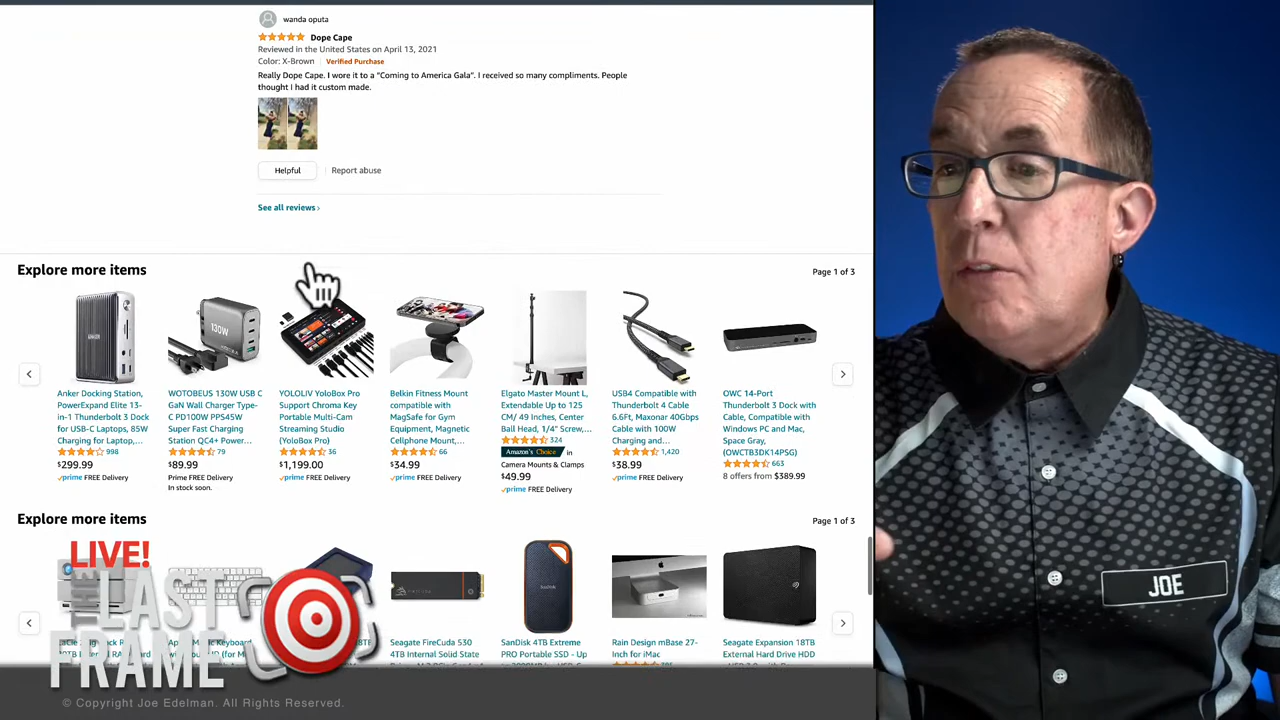 wanda oputa
Dope Cape
Reviewed in the United States on April 13, 2021
Color: X-Brown | Verified Purchase
Really Dope Cape. I wore it to a "Coming to America Gala". I received so many compliments. People
thought I had it custom made.
Helpful | Report abuse
See all reviews ›
Explore more items
Page 1 of 3
Anker Docking Station,
PowerExpand Elite 13-
in-1 Thunderbolt 3 Dock
for USB-C Laptops, 85W
Charging for Laptop,...
998
$299.99
prime FREE Delivery
130W
WOTOBEUS 130W USB C
GaN Wall Charger Type-
C PD100W PPS45W
Super Fast Charging
Station QC4+ Power...
79
$89.99
Prime FREE Delivery
In stock soon.
YOLOLIV YoloBox Pro
Support Chroma Key
Portable Multi-Cam
Streaming Studio
(YoloBox Pro)
36
$1,199.00
prime FREE Delivery
Belkin Fitness Mount
compatible with
MagSafe for Gym
Equipment, Magnetic
Cellphone Mount,...
66
$34.99
prime FREE Delivery
Elgato Master Mount L,
Extendable Up to 125
CM/ 49 Inches, Center
Ball Head, 1/4" Screw,...
324
Amazon's Choice in
Camera Mounts & Clamps
$49.99
prime FREE Delivery
USB4 Compatible with
Thunderbolt 4 Cable
6.6Ft, Maxonar 40Gbps
Cable with 100W
Charging and...
1,420
$38.99
prime FREE Delivery
OWC 14-Port
Thunderbolt 3 Dock with
Cable, Compatible with
Windows PC and Mac,
Space Gray,
(OWCTB3DK14PSG)
663
8 offers from $389.99
Explore more items
Page 1 of 3
Seagate FireCuda 530
4TB Internal Solid State
SanDisk 4TB Extreme
PRO Portable SSD - Up
Rain Design mBase 27-
Inch for iMac
Seagate Expansion 18TB
External Hard Drive HDD
LIVE!
THE LAST
FRAME
© Copyright Joe Edelman. All Rights Reserved.
JOE